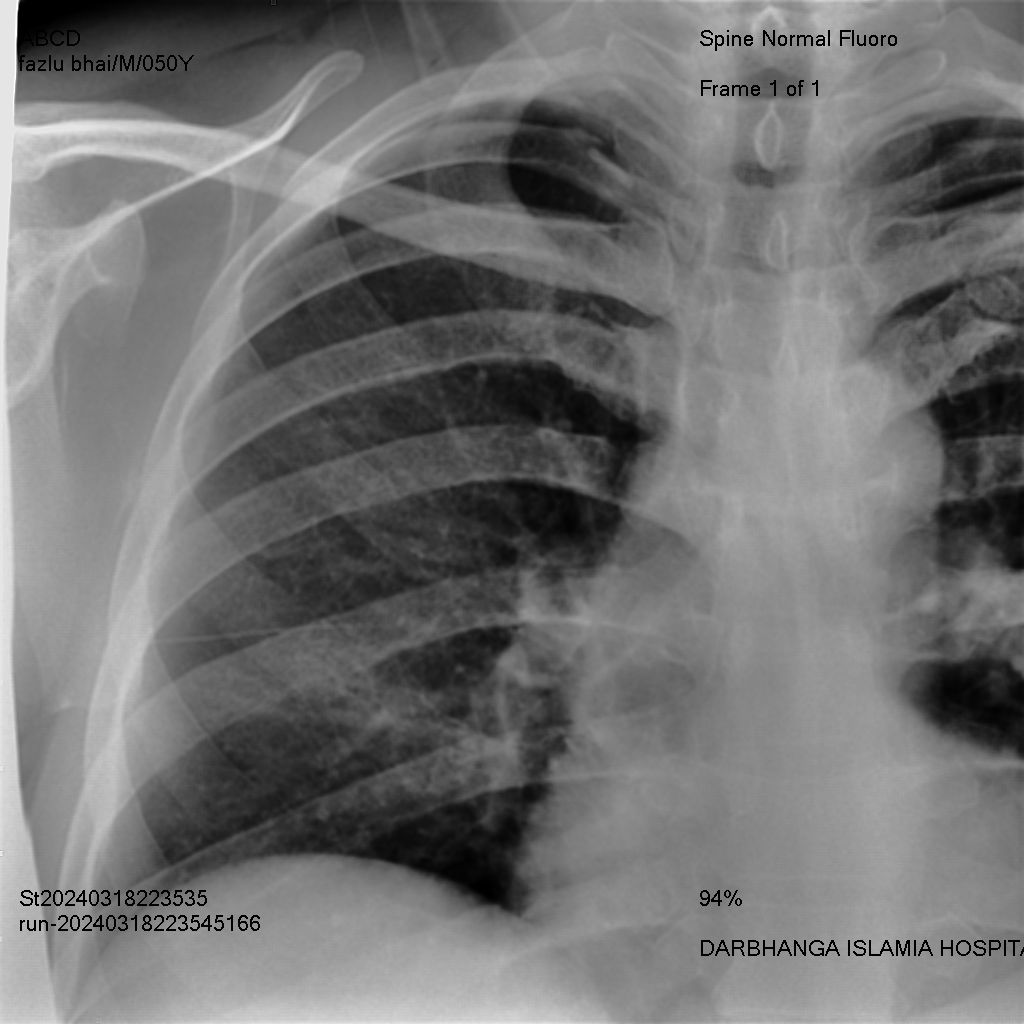 ABCD
fazlu bhai/M/050Y
Spine Normal Fluoro
Frame 1 of 1
St20240318223535
run-20240318223545166
94%
DARBHANGA ISLAMIA HOSPITA